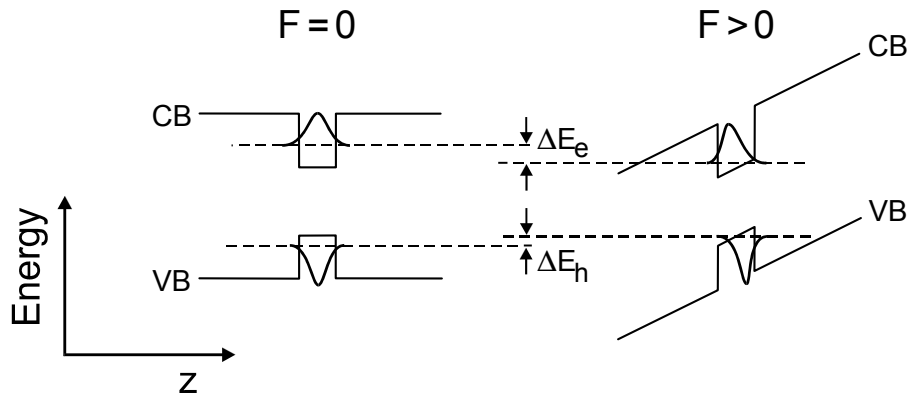 F = 0
F > 0
CB
CB
ΔEe
VB
VB
ΔEh
Energy
z